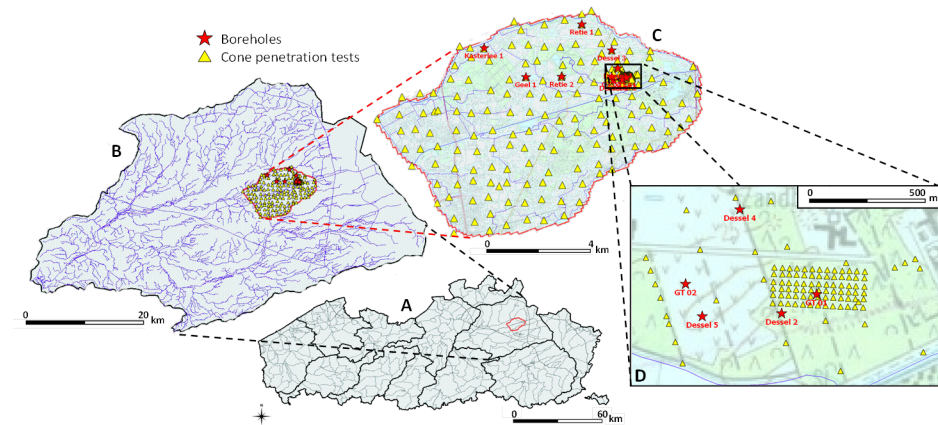 Boreholes
Cone penetration tests
C
Retie 1
Kasterlee 1
Dessel 3
Geel 1
Retie 2
B
0 4
km
0 20
km
A
0 60
km
0 500
m
Dessel 4
GT 02
GT 01
Dessel 5
Dessel 2
D